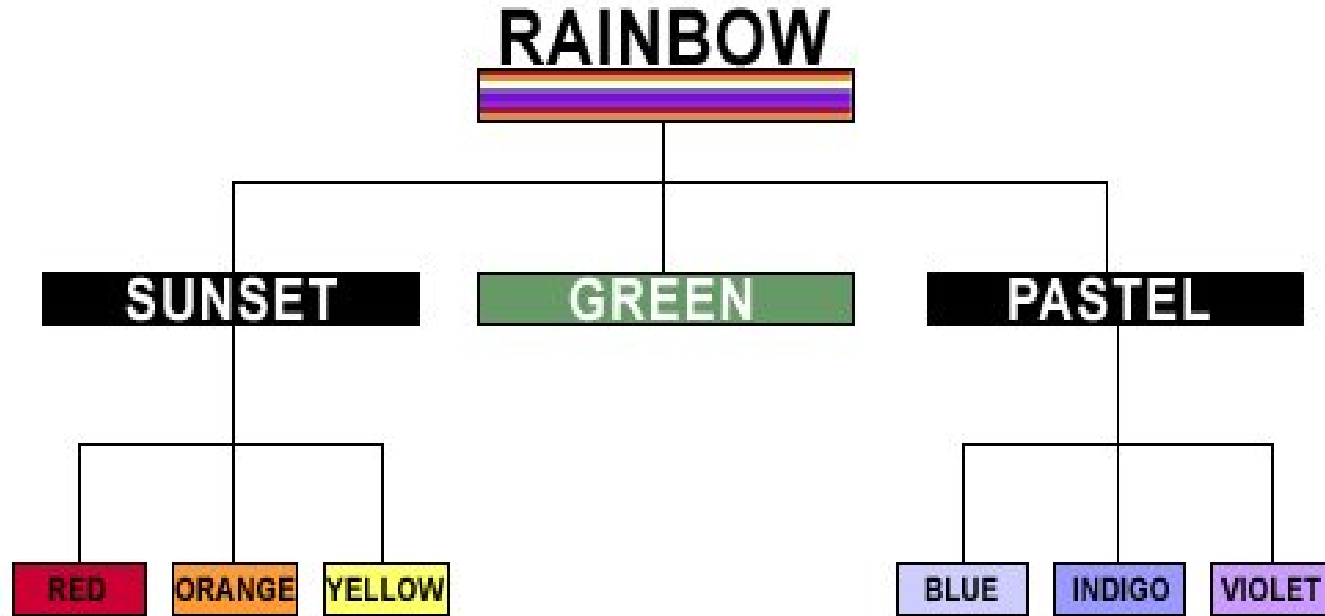 RAINBOW
SUNSET GREEN PASTEL
RED ORANGE YELLOW BLUE INDIGO VIOLET